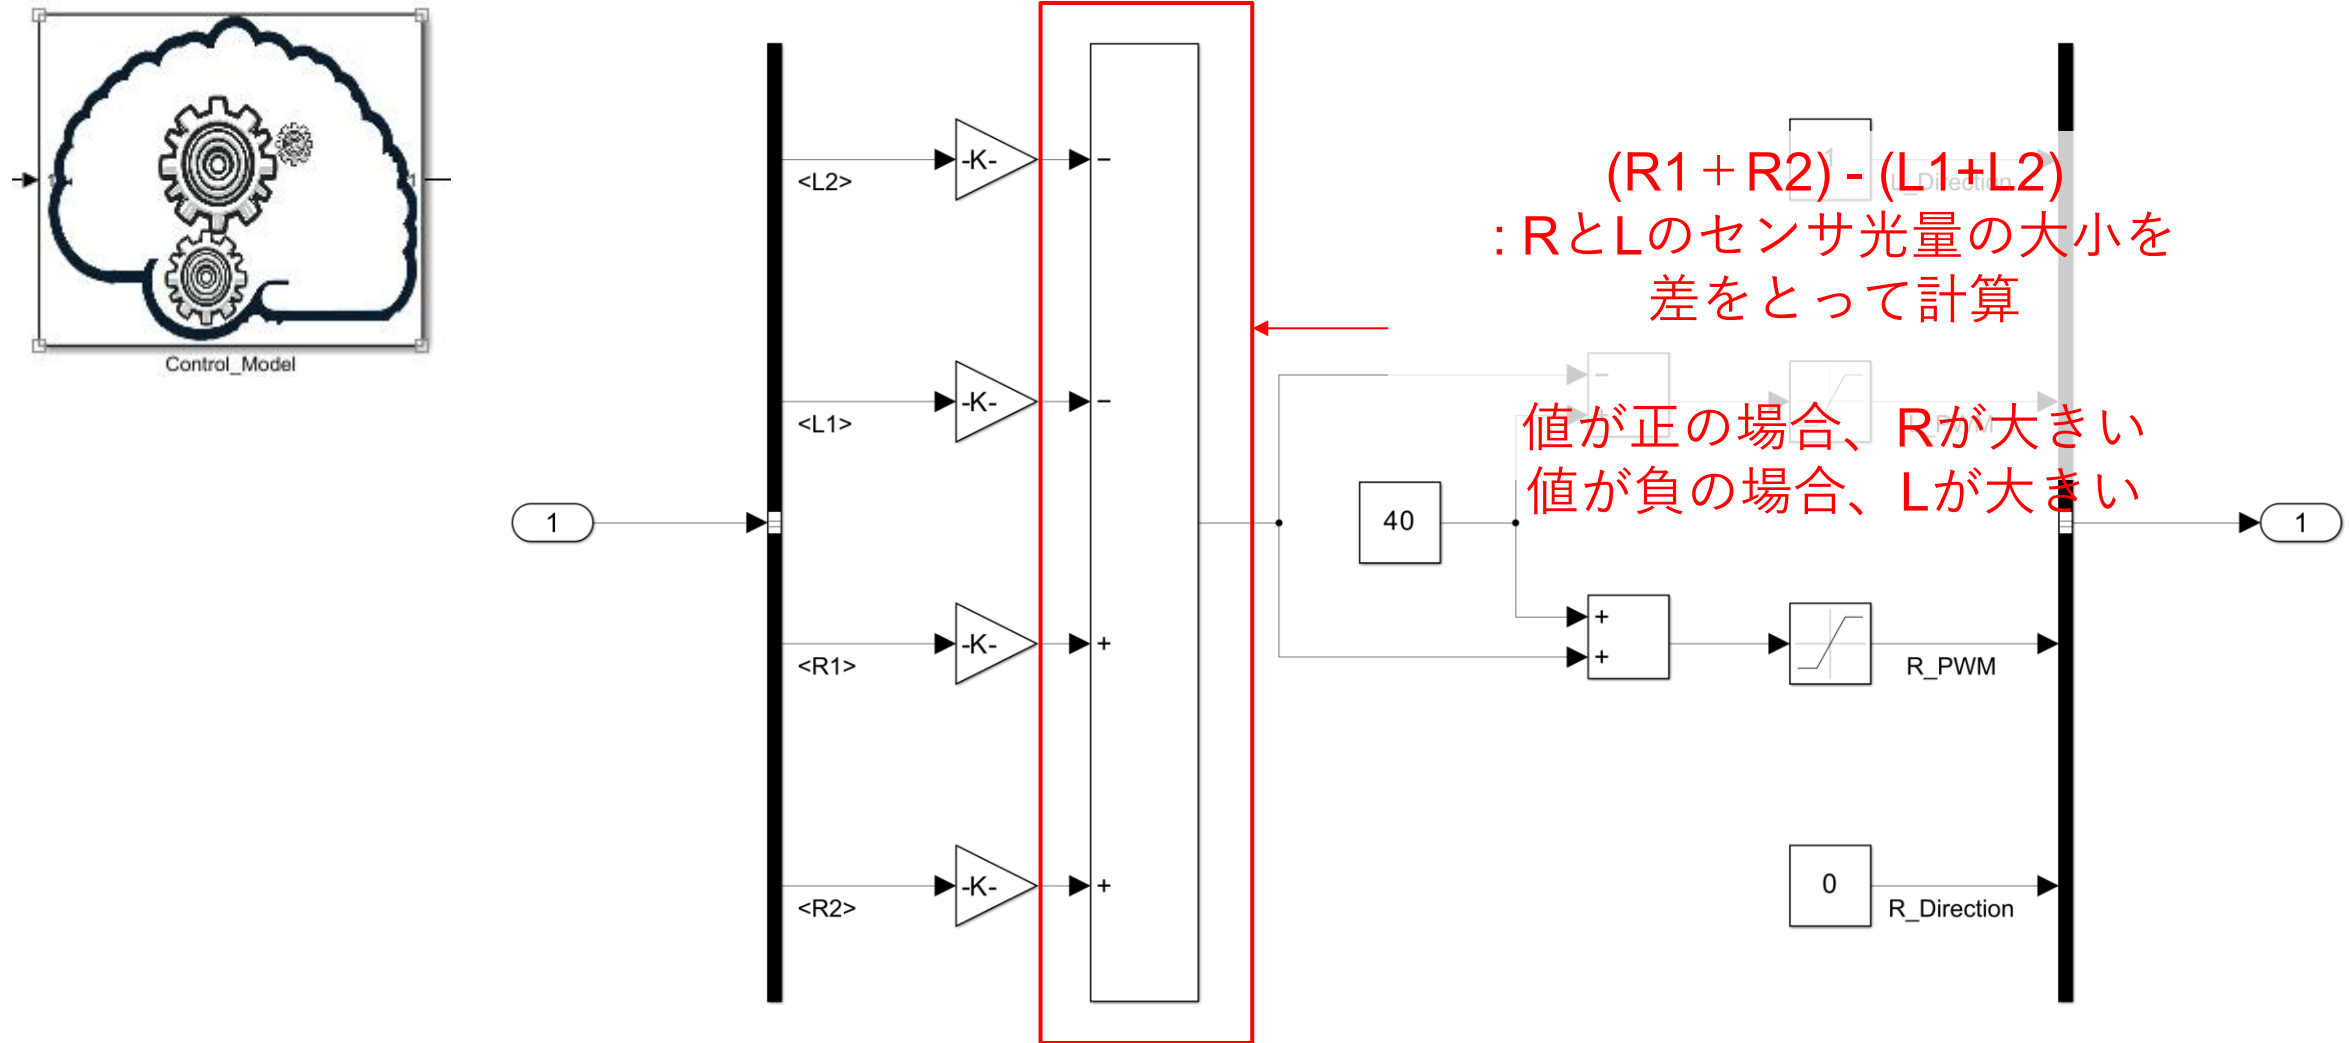 Control_Model
1
<L2>
-K-
−
<L1>
-K-
−
<R1>
-K-
+
<R2>
-K-
+
(R1＋R2) - (L1+L2)
: RとLのセンサ光量の大小を
差をとって計算
値が正の場合、Rが大きい
値が負の場合、Lが大きい
1
L_Direction
−
L_PWM
40
+
+
R_PWM
0
R_Direction
1